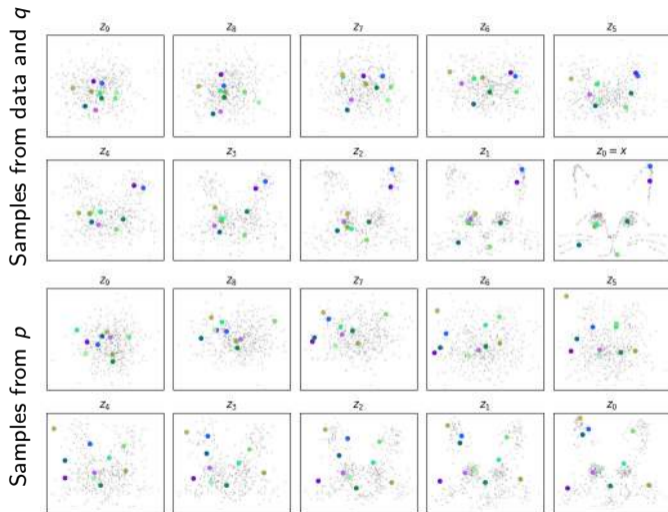 Samples from data and q
z₉ z₈ z₇ z₆ z₅
z₄ z₃ z₂ z₁ z₀ = x
Samples from p
z₉ z₈ z₇ z₆ z₅
z₄ z₃ z₂ z₁ z₀